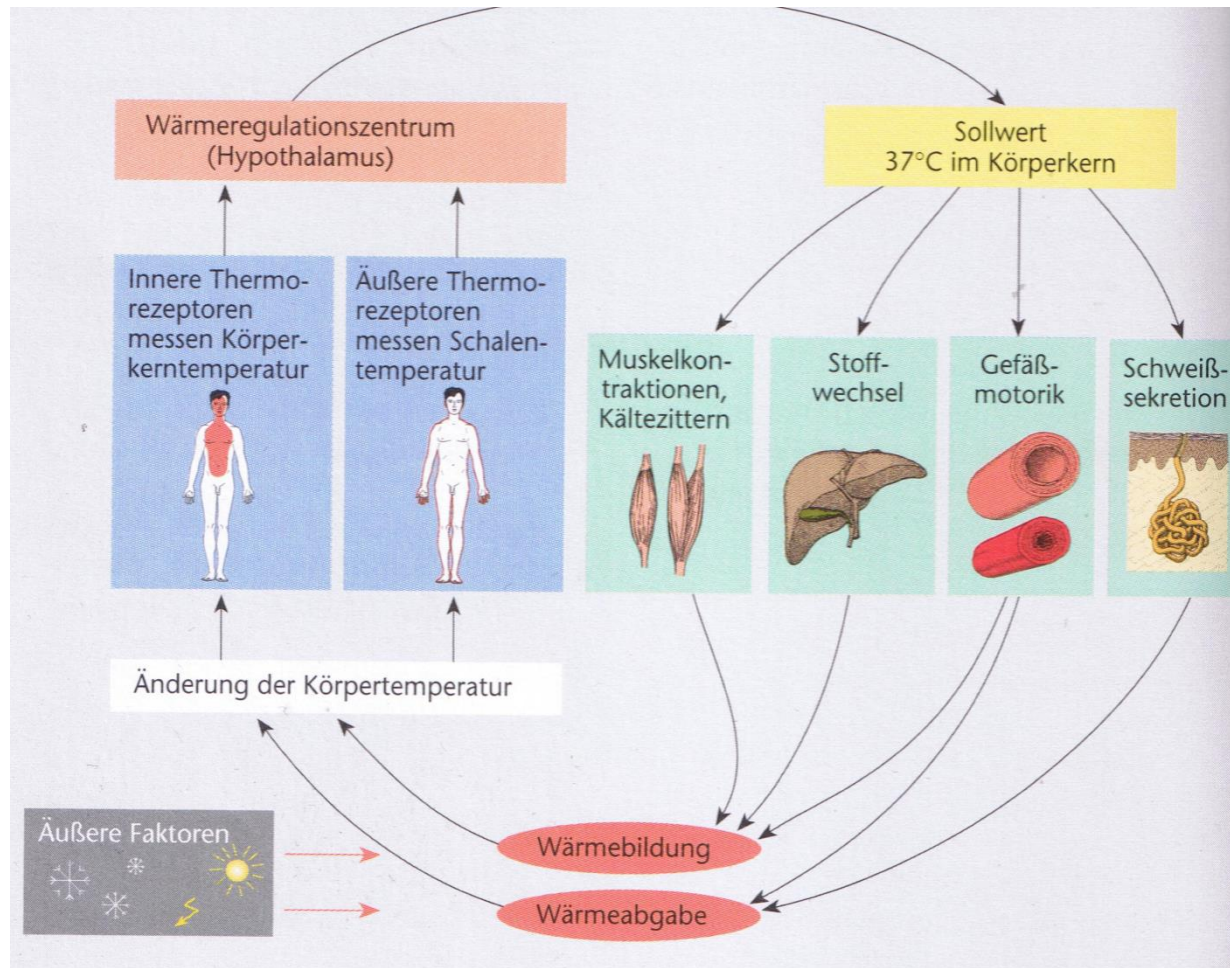 Wärmeregulationszentrum
(Hypothalamus)
Sollwert
37°C im Körperkern
Innere Thermo-
rezeptoren
messen Körper-
kerntemperatur
Äußere Thermo-
rezeptoren
messen Schalen-
temperatur
Muskelkon-
traktionen,
Kältezittern
Stoff-
wechsel
Gefäß-
motorik
Schweiß-
sekretion
Änderung der Körpertemperatur
Äußere Faktoren
Wärmebildung
Wärmeabgabe